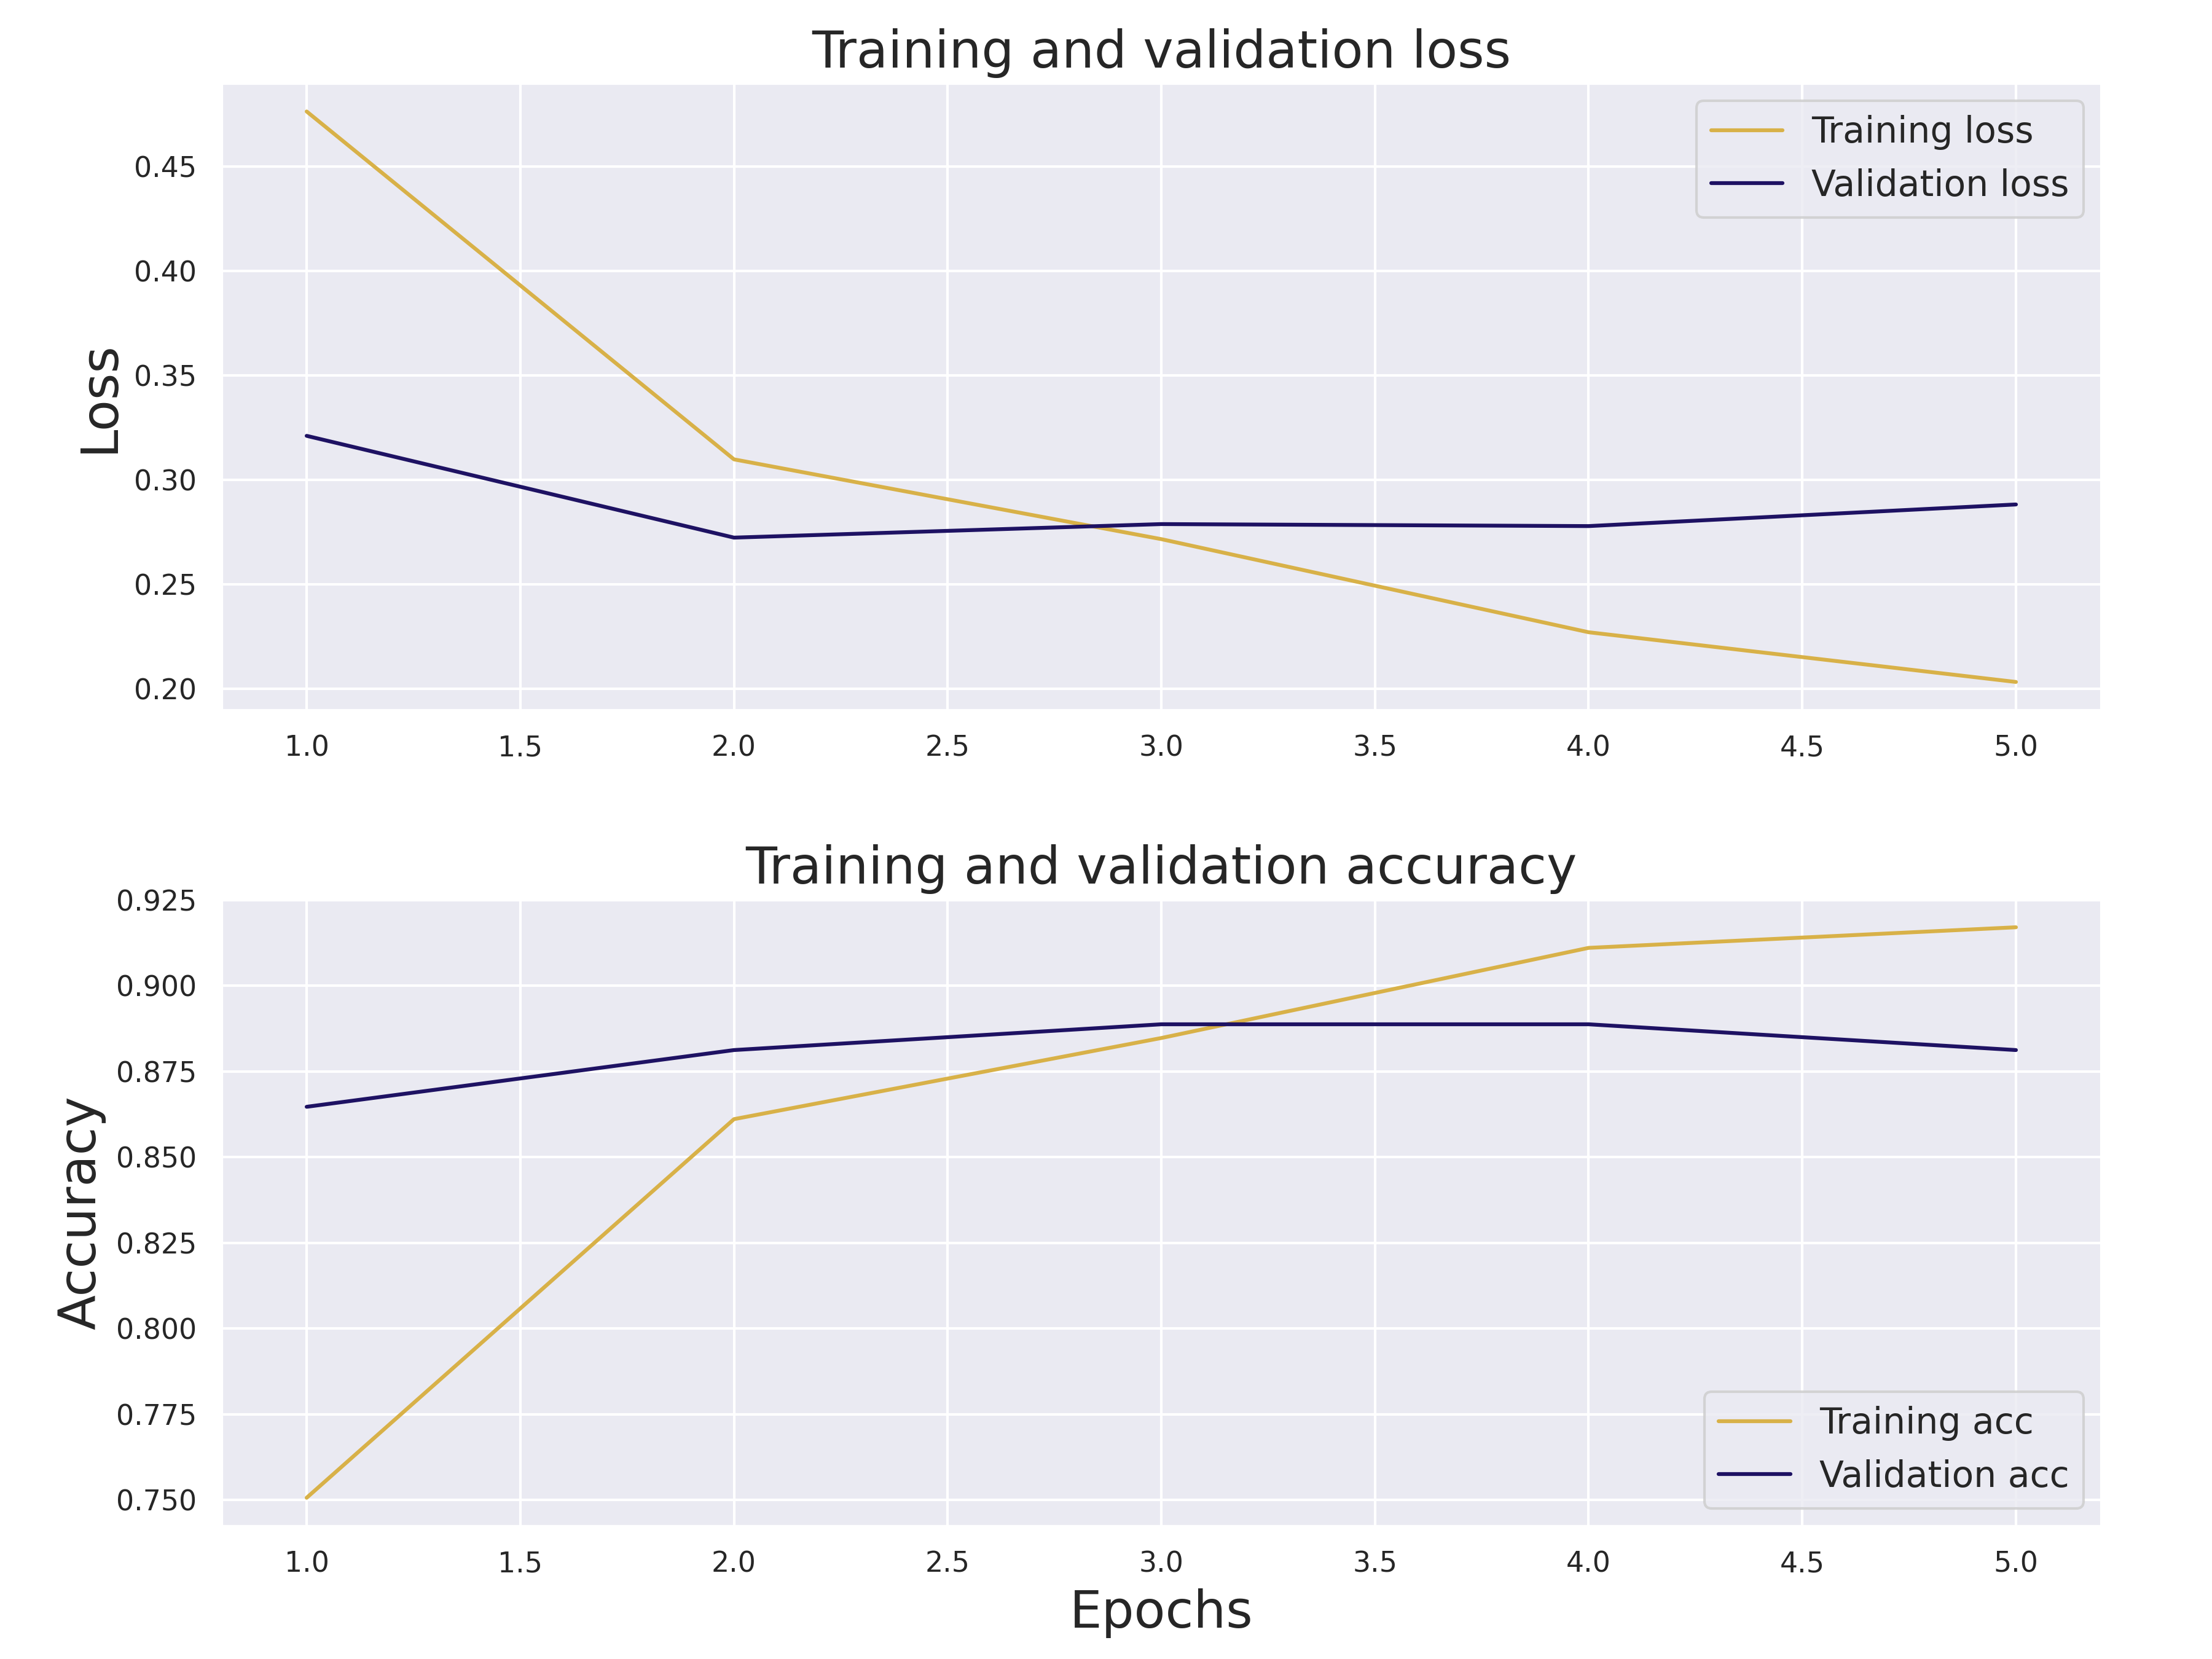 Training and validation loss
Training loss
Validation loss
Loss
0.45
0.40
0.35
0.30
0.25
0.20
1.0 1.5 2.0 2.5 3.0 3.5 4.0 4.5 5.0
Training and validation accuracy
Accuracy
0.925
0.900
0.875
0.850
0.825
0.800
0.775
0.750
Training acc
Validation acc
1.0 1.5 2.0 2.5 3.0 3.5 4.0 4.5 5.0
Epochs